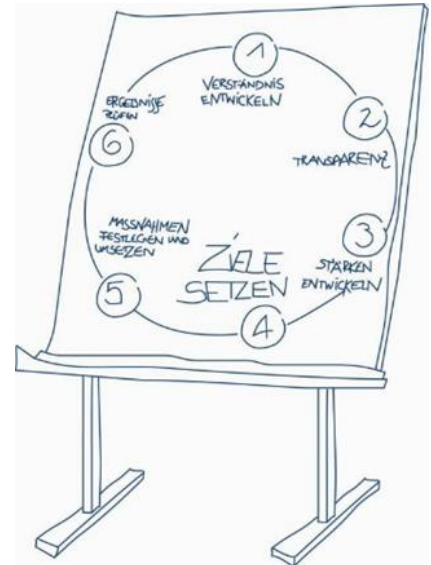 1
VERSTÄNDNIS
ENTWICKELN
2
TRANSPARENZ
3
STÄRKEN
ENTWICKELN
ZIELE
SETZEN
4
5
MASSNAHMEN
FESTLEGEN UND
UMSETZEN
6
ERGEBNISSE
PRÜFEN